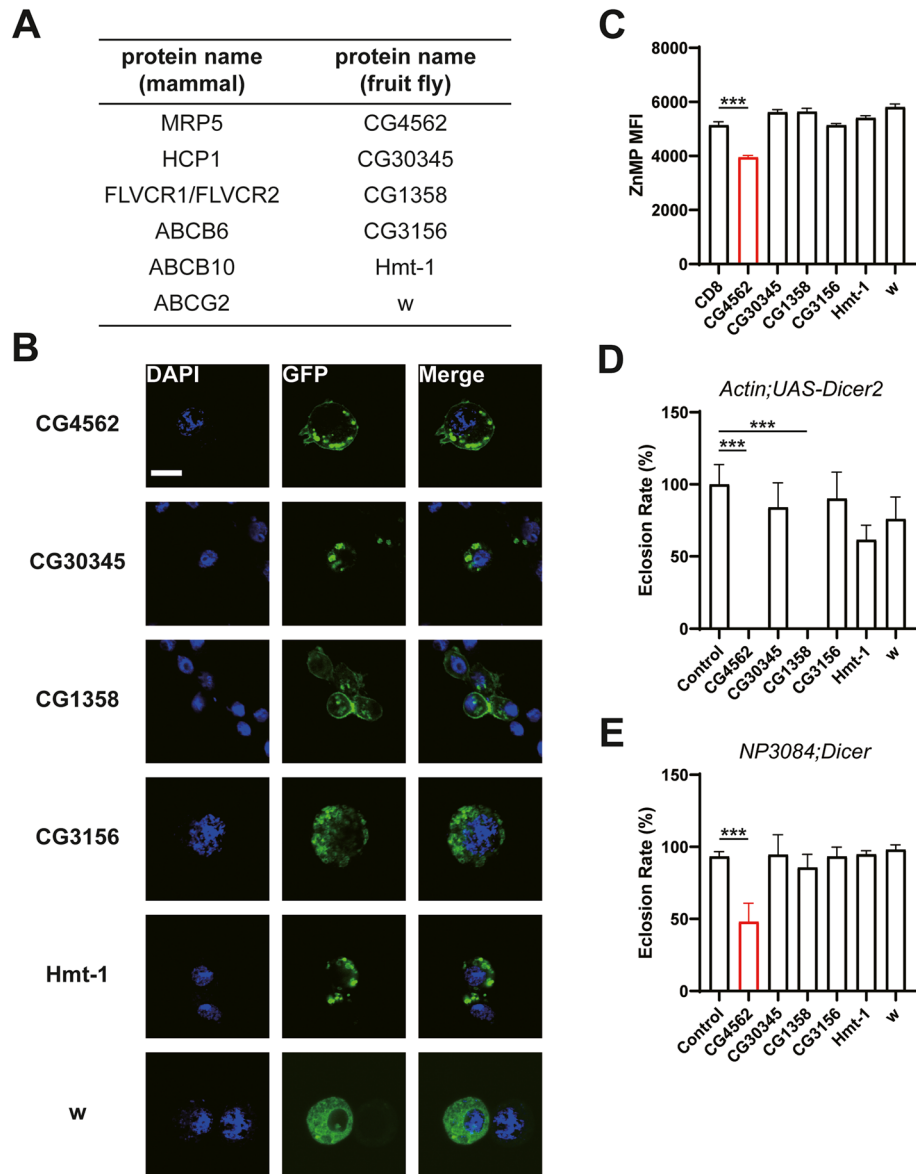 A
protein name (mammal) protein name (fruit fly)
MRP5 CG4562
HCP1 CG30345
FLVCR1/FLVCR2 CG1358
ABCB6 CG3156
ABCB10 Hmt-1
ABCG2 w
B
DAPI GFP Merge
CG4562
CG30345
CG1358
CG3156
Hmt-1
w
C
8000
6000
4000
2000
0
ZnMP MFI
***
CD8 CG4562 CG30345 CG1358 CG3156 Hmt-1 w
D
Actin;UAS-Dicer2
150
100
50
0
Eclosion Rate (%)
***
***
Control CG4562 CG30345 CG1358 CG3156 Hmt-1 w
E
NP3084;Dicer
150
100
50
0
Eclosion Rate (%)
***
Control CG4562 CG30345 CG1358 CG3156 Hmt-1 w